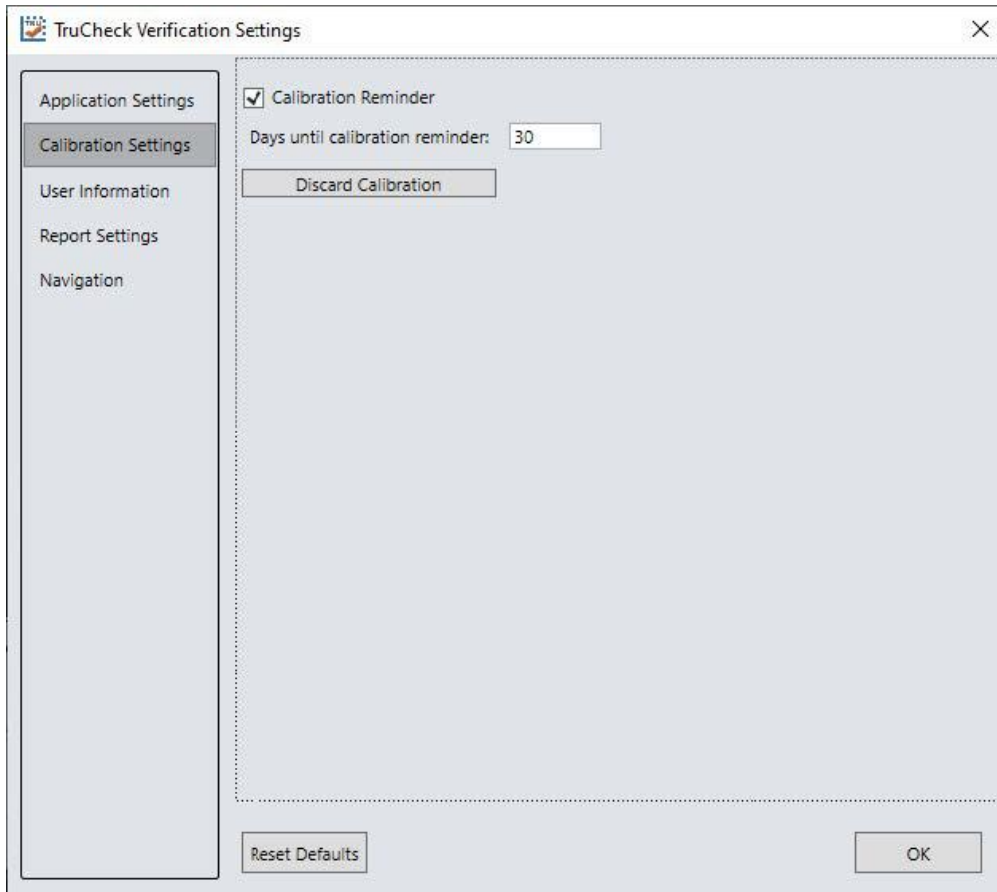 TruCheck Verification Settings
Application Settings
Calibration Settings
User Information
Report Settings
Navigation
Calibration Reminder
Days until calibration reminder: 30
Discard Calibration
Reset Defaults
OK